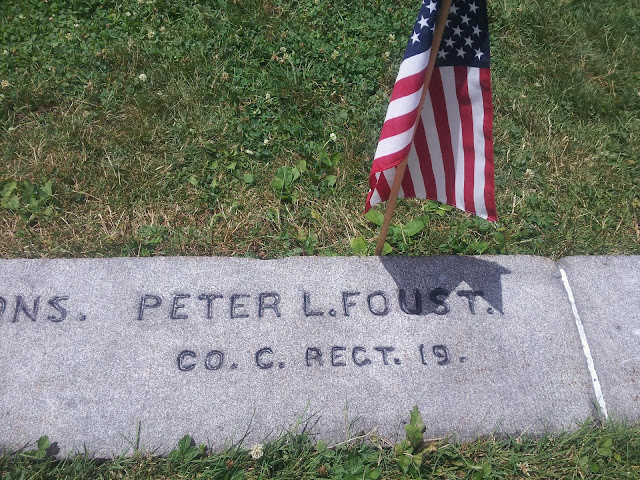 ONS. PETER L. FOUST.
CO. C. REGT. 19.